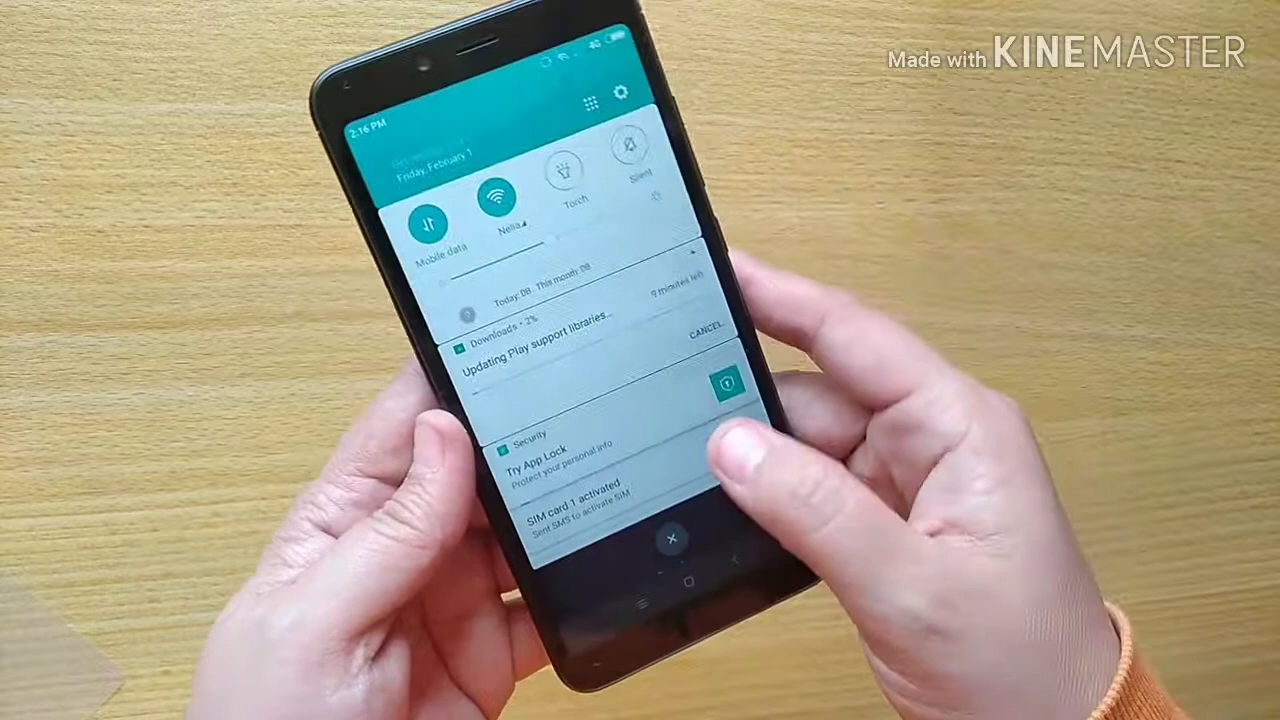 Made with KINEMASTER
4G
2:16 PM
Friday, February 1
Mobile data
Nelia
Torch
Silent
Today: 0B This month: 0B
Downloads • 2%
9 minutes left
Updating Play support libraries...
CANCEL
Security
Try App Lock
Protect your personal info
SIM card 1 activated
Sent SMS to activate SIM